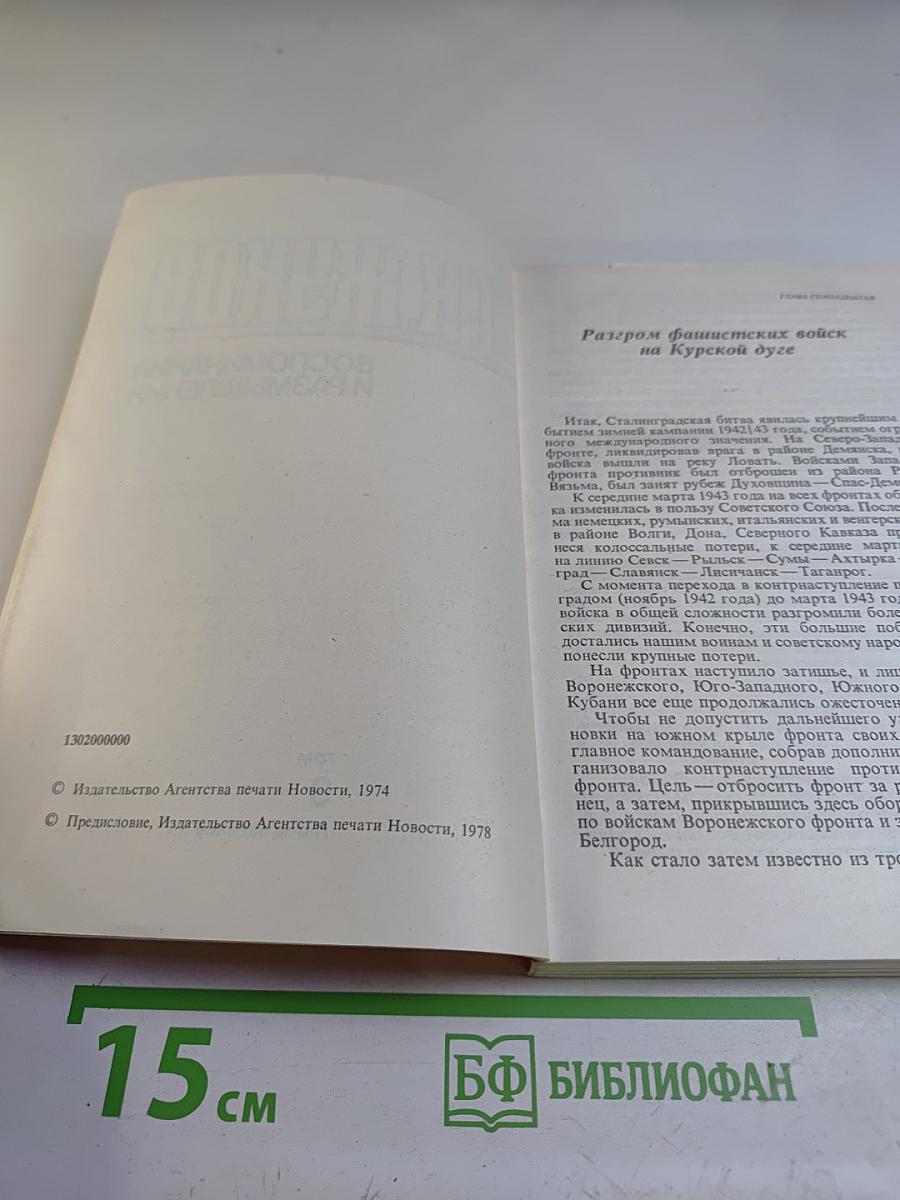 Г.К.ЖУКОВ
ВОСПОМИНАНИЯ
И РАЗМЫШЛЕНИЯ
ТОМ
1302000000
© Издательство Агентства печати Новости, 1974
© Предисловие, Издательство Агентства печати Новости, 1978
ГЛАВА СЕМНАДЦАТАЯ
Разгром фашистских войск
на Курской дуге
Итак, Сталинградская битва явилась крупнейшим
бытием зимней кампании 1942/43 года, событием огр
ного международного значения. На Северо-Запад
фронте, ликвидировав врага в районе Демянска,
войска вышли на реку Ловать. Войсками Запа
фронта противник был отброшен из района Р
Вязьма, был занят рубеж Духовщина—Спас-Дем
К середине марта 1943 года на всех фронтах об
ка изменилась в пользу Советского Союза. После
ма немецких, румынских, итальянских и венгерск
в районе Волги, Дона, Северного Кавказа пр
неся колоссальные потери, к середине март
на линию Севск—Рыльск—Сумы—Ахтырка—
град—Славянск—Лисичанск—Таганрог.
С момента перехода в контрнаступление п
градом (ноябрь 1942 года) до марта 1943 год
войска в общей сложности разгромили боле
ских дивизий. Конечно, эти большие поб
достались нашим воинам и советскому наро
понесли крупные потери.
На фронтах наступило затишье, и ли
Воронежского, Юго-Западного, Южного
Кубани все еще продолжались ожесточен
Чтобы не допустить дальнейшего у
новки на южном крыле фронта своих
главное командование, собрав дополни
ганизовало контрнаступление проти
фронта. Цель—отбросить фронт за р
нец, а затем, прикрывшись здесь обор
по войскам Воронежского фронта и з
Белгород.
Как стало затем известно из тро
15 см
БФ БИБЛИОФАН